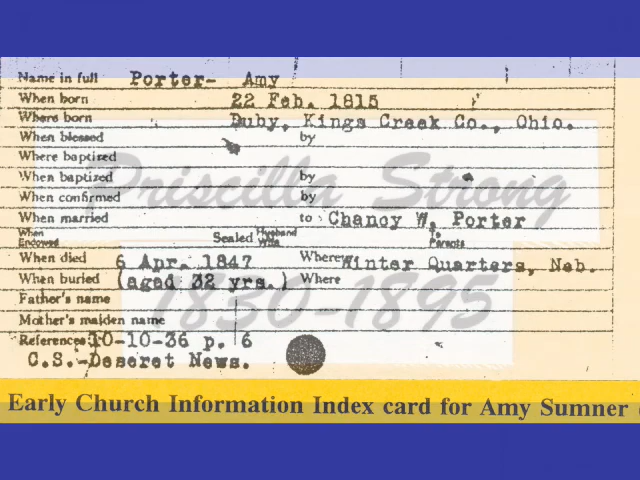 Name in full Porter- Amy
When born 22 Feb. 1815
Where born Duby, Kings Creek Co., Ohio.
When blessed by
Where baptized
Priscilla Strong
When baptized by
When confirmed by
When married to Chancy W. Porter
When Endowed Sealed Husband Wife To Parents
When died 6 Apr. 1847 Where Winter Quarters, Neb.
When buried (aged 32 yrs.) Where
Father's name
1830-1895
Mother's maiden name
References 10-10-36 p. 6
C.S.-Deseret News.
Early Church Information Index card for Amy Sumner